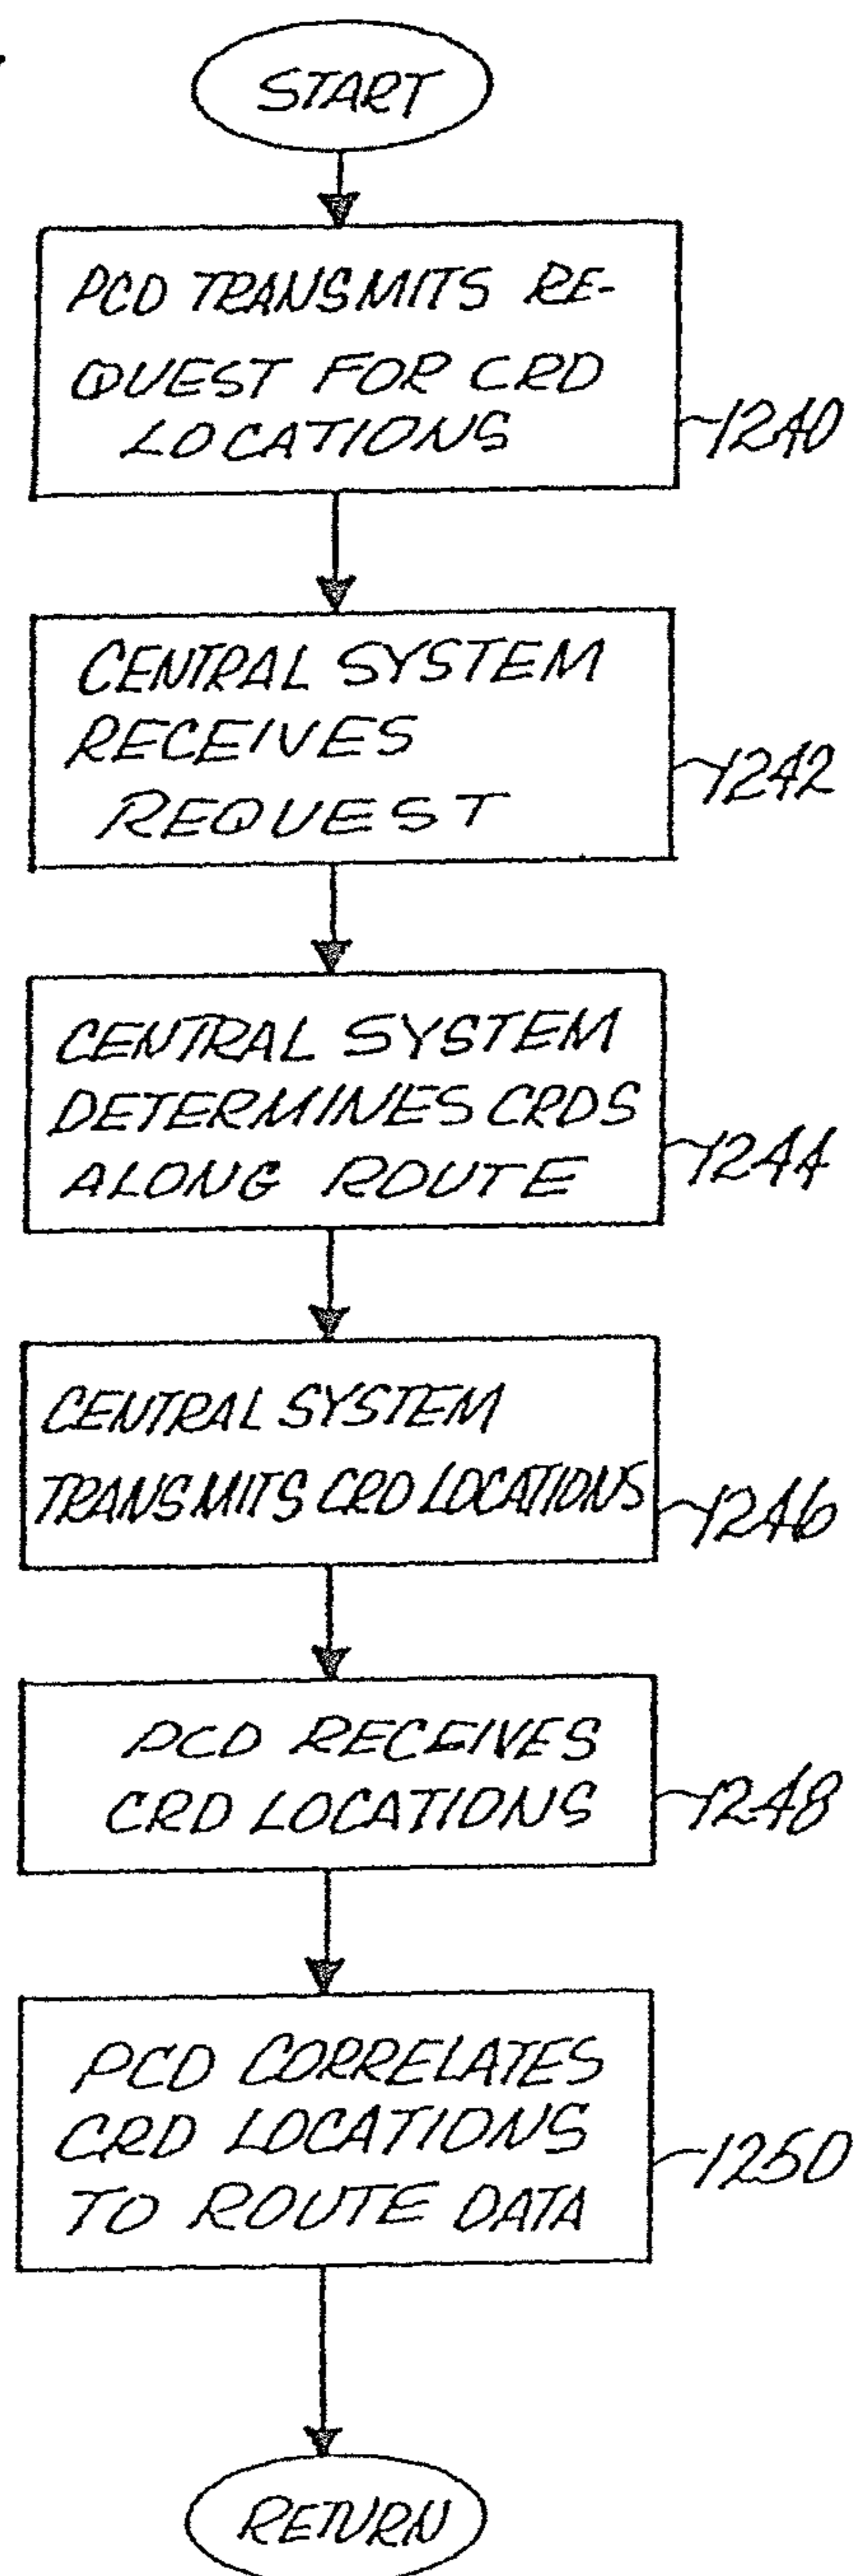 START
PCD TRANSMITS RE-
QUEST FOR CRD
LOCATIONS
1240
CENTRAL SYSTEM
RECEIVES
REQUEST
1242
CENTRAL SYSTEM
DETERMINES CRDS
ALONG ROUTE
1244
CENTRAL SYSTEM
TRANSMITS CRD LOCATIONS
1246
PCD RECEIVES
CRD LOCATIONS
1248
PCD CORRELATES
CRD LOCATIONS
TO ROUTE DATA
1250
RETURN